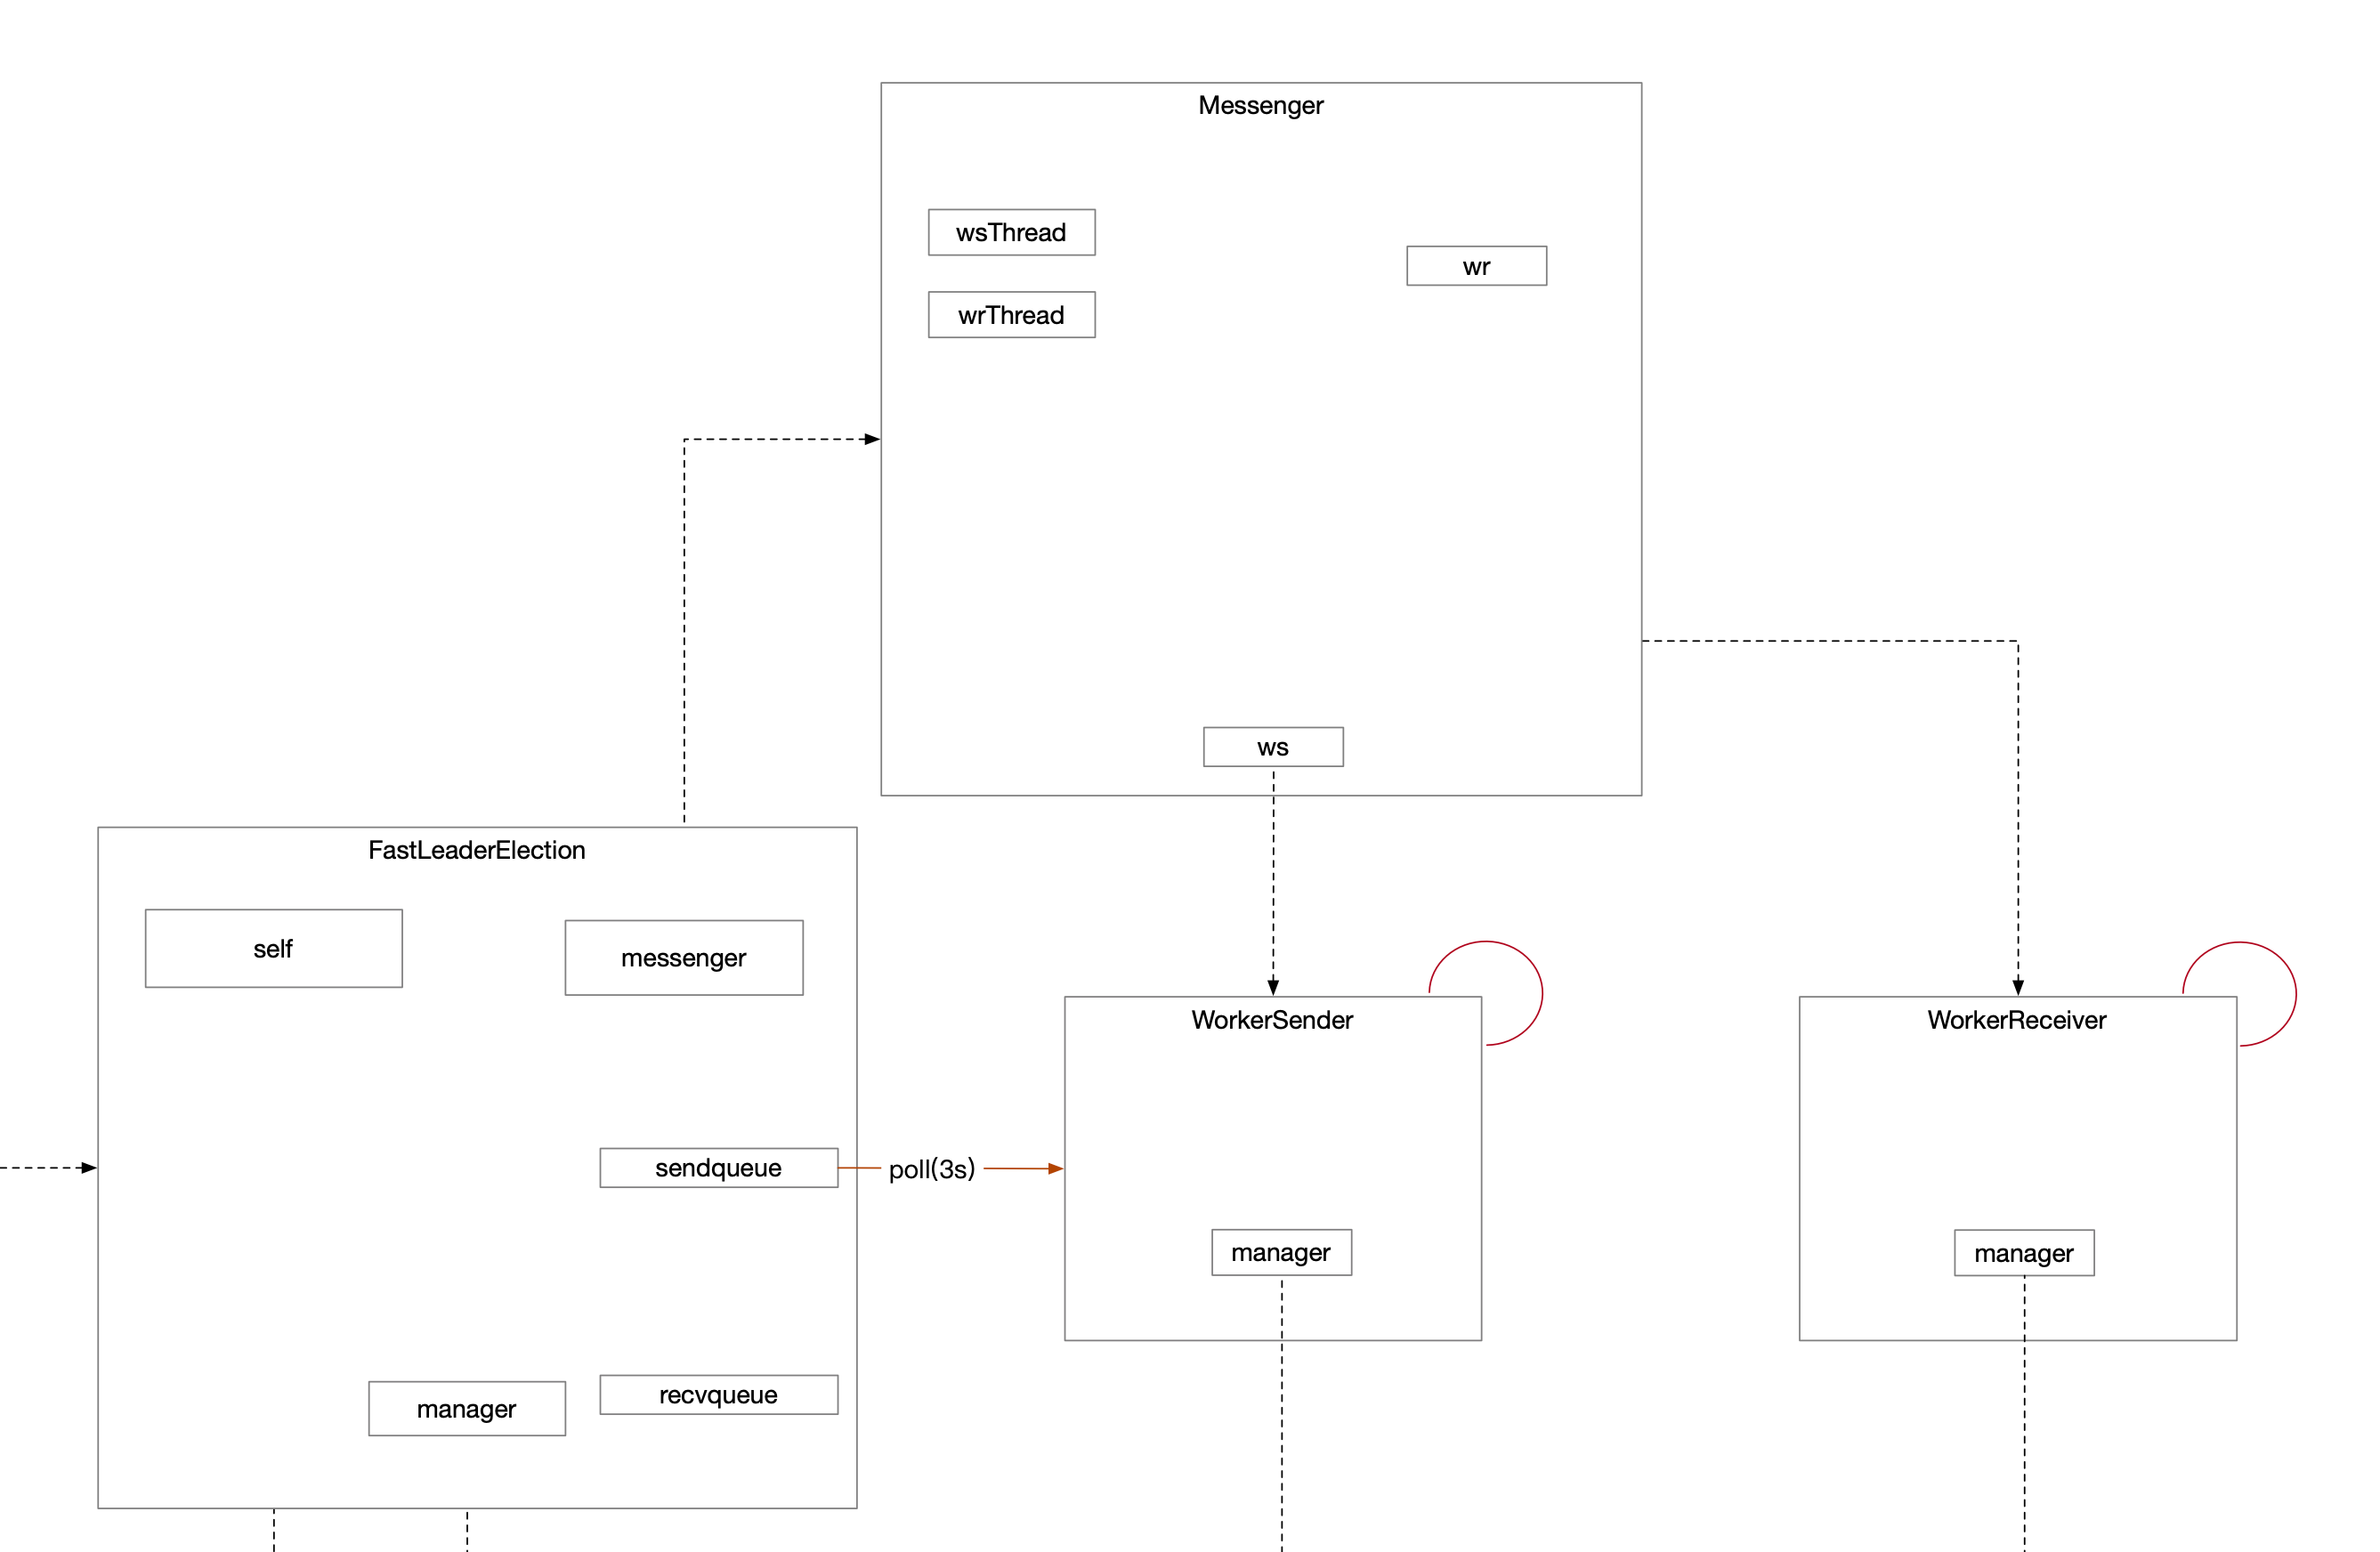 Messenger
wsThread
wr
wrThread
ws
FastLeaderElection
self
messenger
sendqueue
poll(3s)
manager
recvqueue
WorkerSender
manager
WorkerReceiver
manager